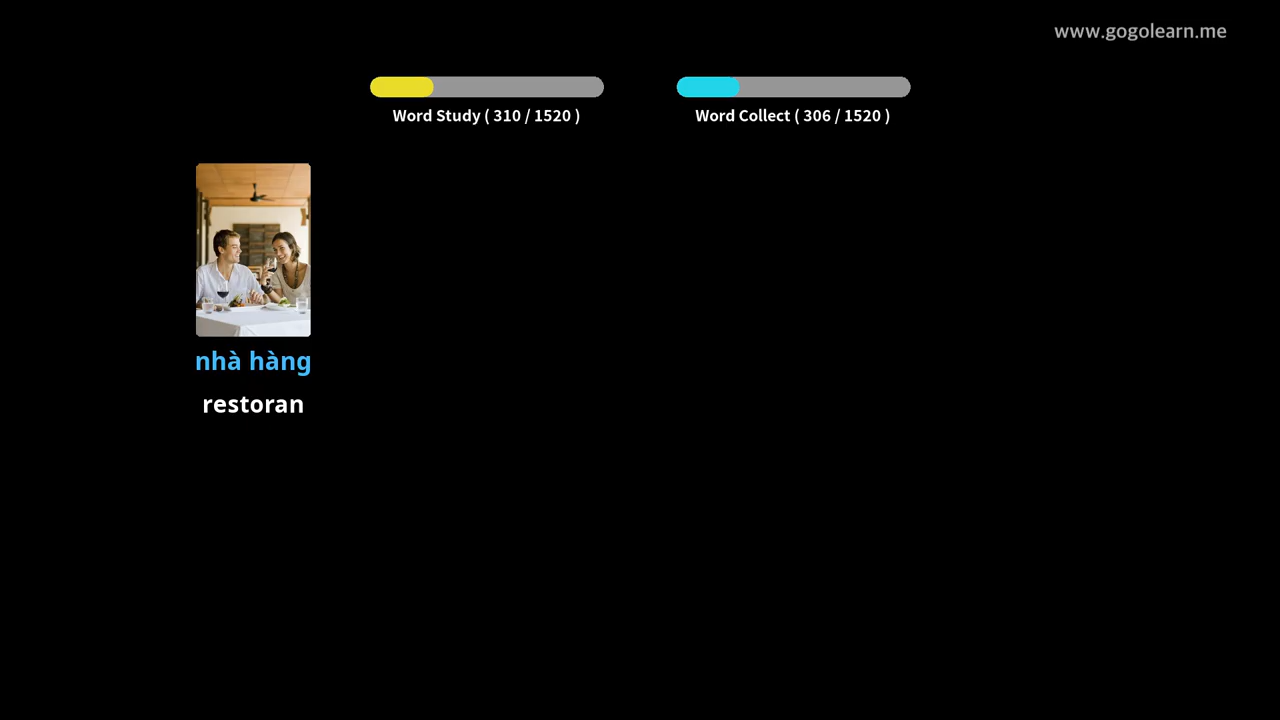 www.gogolearn.me
Word Study ( 310 / 1520 )
Word Collect ( 306 / 1520 )
nhà hàng
restoran